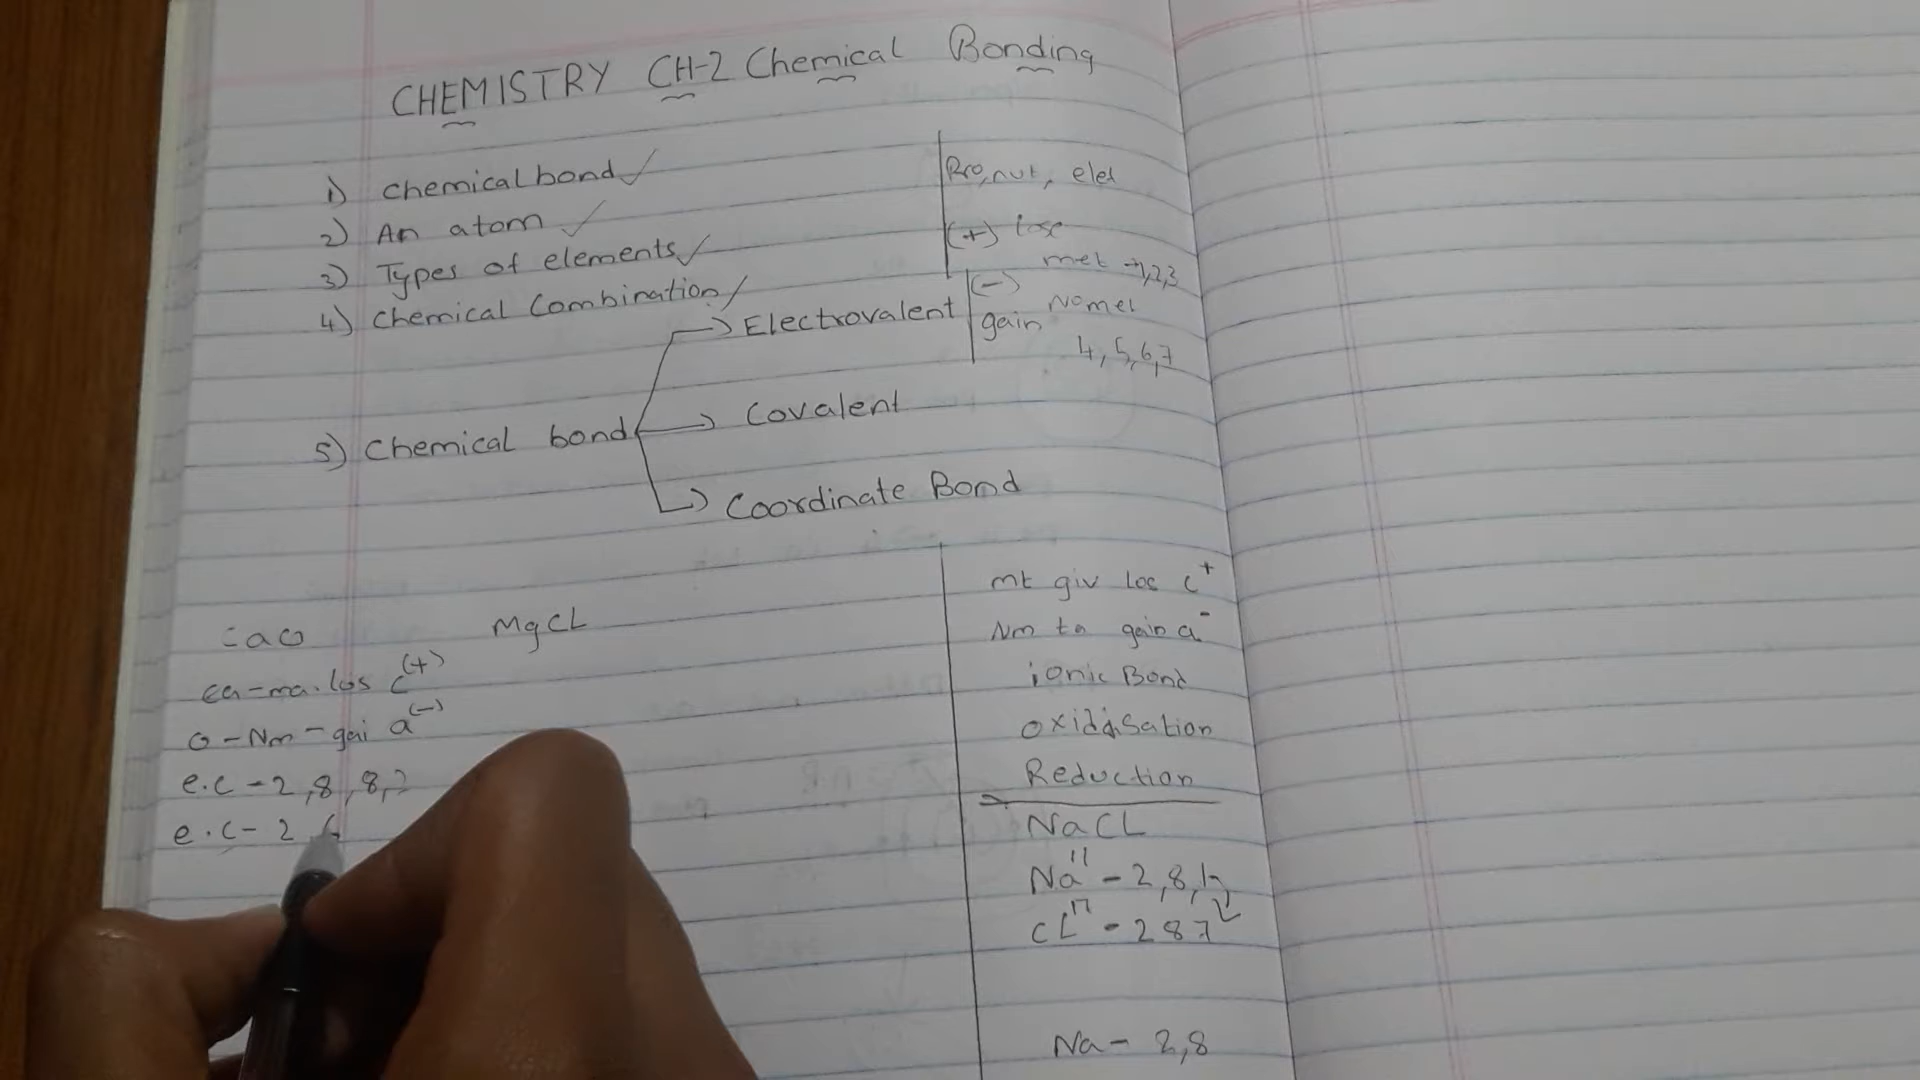 CHEMISTRY CH-2 Chemical Bonding
1) Chemical bond ✓
2) An atom ✓
3) Types of elements ✓
4) Chemical Combination
→ Electrovalent
5) Chemical bond → Covalent
→ Coordinate Bond
Pro, nut, elec
(+) lose
met → 1,2,3
(-) Nomet
gain
4, 5, 6, 7
CaO MgCL
Ca - ma. los C(+)
O - Nm - gai a(-)
e.C - 2,8,8,2
e.C - 2 6
mt giv los c+
Nm ta gain a-
ionic Bond
oxidisation
Reduction
NaCL
Na11 - 2,8,1
CL17 - 2 8 7
Na - 2,8